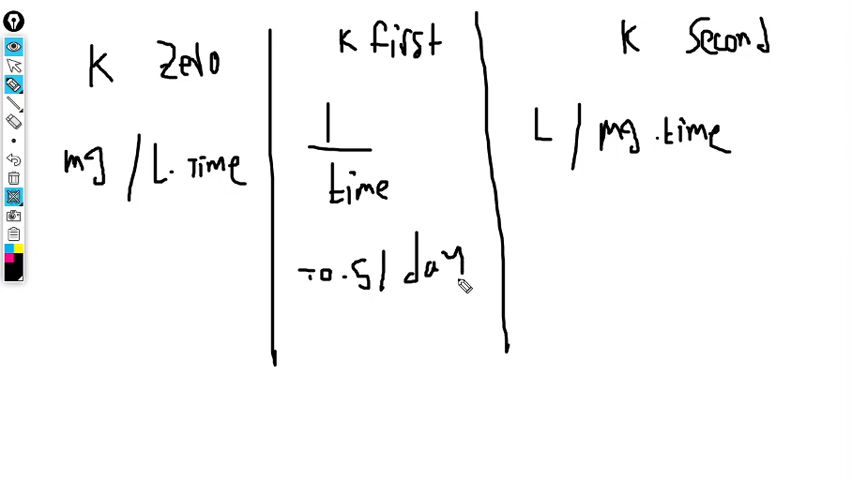 K Zero
mg / L. Time
K first
1
time
-0.5/day
K Second
L / mg .time